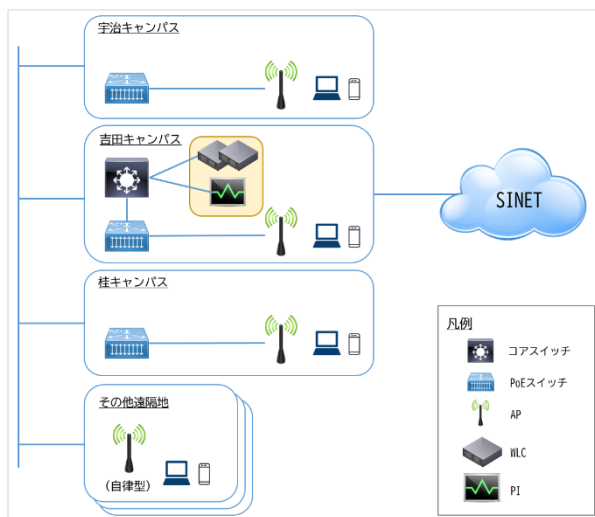 宇治キャンパス
吉田キャンパス
SINET
桂キャンパス
その他遠隔地
(自律型)
凡例
コアスイッチ
PoEスイッチ
AP
WLC
PI